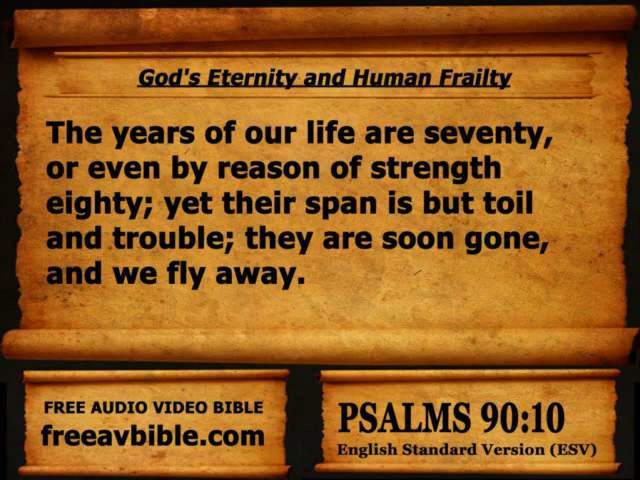 God's Eternity and Human Frailty
The years of our life are seventy,
or even by reason of strength
eighty; yet their span is but toil
and trouble; they are soon gone,
and we fly away.
FREE AUDIO VIDEO BIBLE
freeavbible.com
PSALMS 90:10
English Standard Version (ESV)